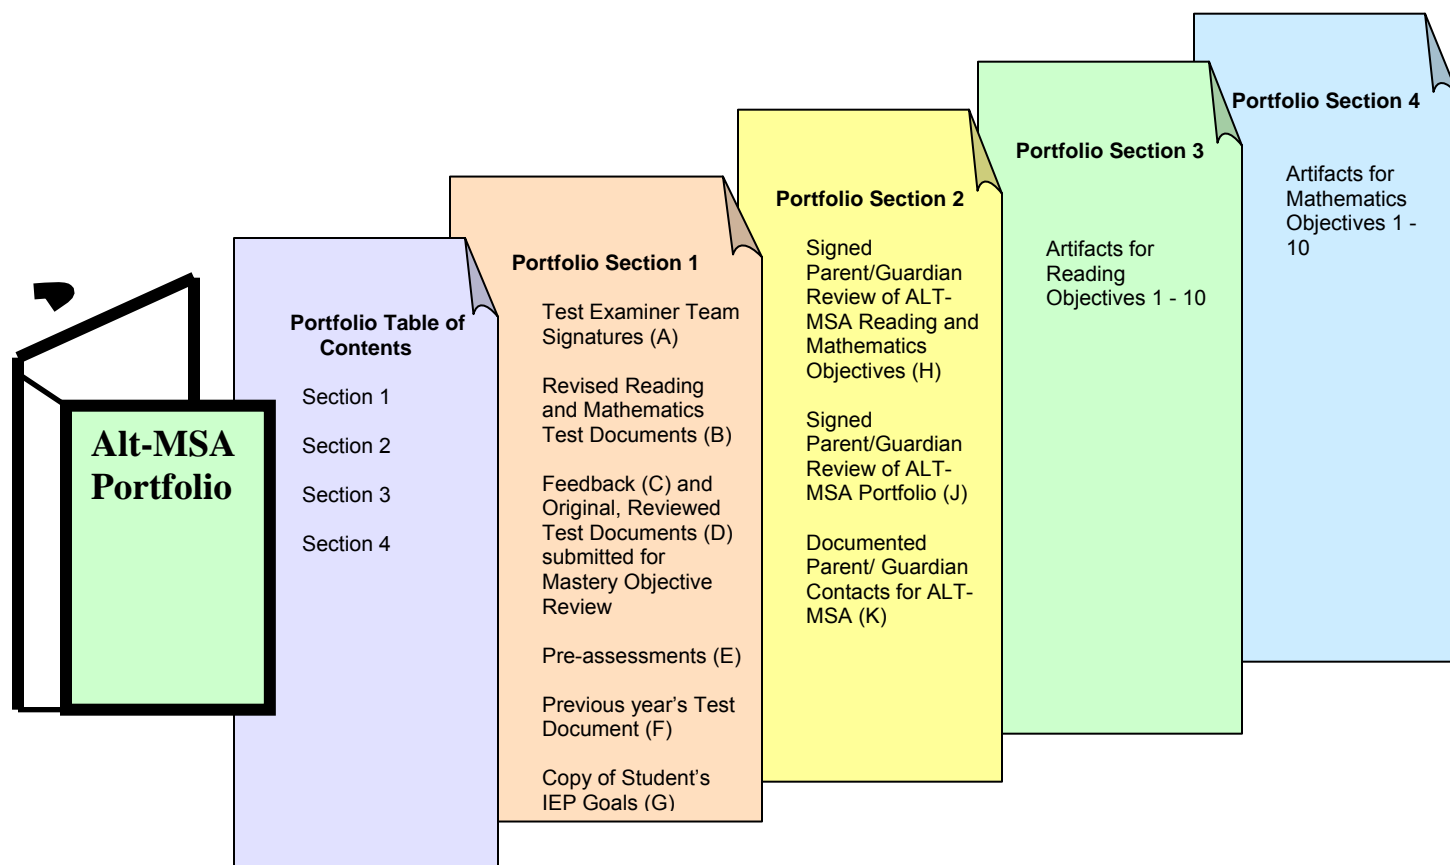 Alt-MSA
Portfolio
Portfolio Table of
Contents
Section 1
Section 2
Section 3
Section 4
Portfolio Section 1
Test Examiner Team
Signatures (A)
Revised Reading
and Mathematics
Test Documents (B)
Feedback (C) and
Original, Reviewed
Test Documents (D)
submitted for
Mastery Objective
Review
Pre-assessments (E)
Previous year's Test
Document (F)
Copy of Student's
IEP Goals (G)
Portfolio Section 2
Signed
Parent/Guardian
Review of ALT-
MSA Reading and
Mathematics
Objectives (H)
Signed
Parent/Guardian
Review of ALT-
MSA Portfolio (J)
Documented
Parent/ Guardian
Contacts for ALT-
MSA (K)
Portfolio Section 3
Artifacts for
Reading
Objectives 1 - 10
Portfolio Section 4
Artifacts for
Mathematics
Objectives 1 -
10